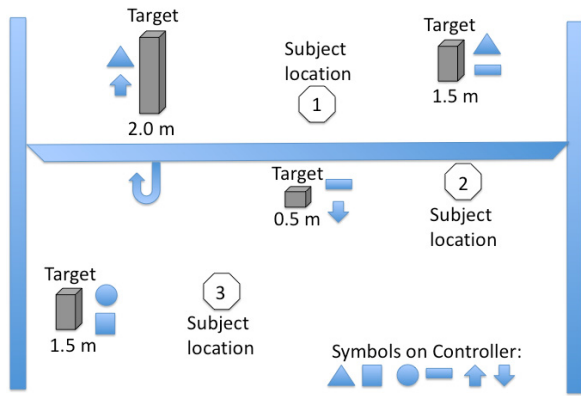 Target
2.0 m
Subject
location
1
Target
1.5 m
Target
0.5 m
2
Subject
location
Target
1.5 m
3
Subject
location
Symbols on Controller: